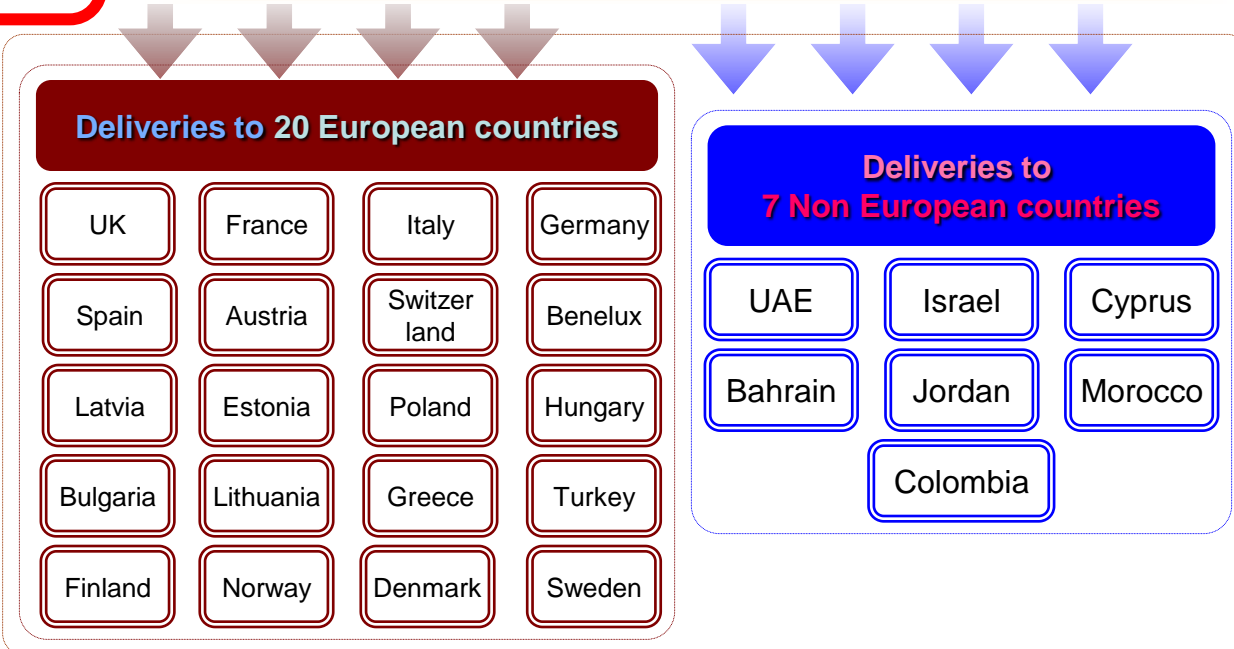 Deliveries to 20 European countries
UK
France
Italy
Germany
Spain
Austria
Switzer
land
Benelux
Latvia
Estonia
Poland
Hungary
Bulgaria
Lithuania
Greece
Turkey
Finland
Norway
Denmark
Sweden
Deliveries to
7 Non European countries
UAE
Israel
Cyprus
Bahrain
Jordan
Morocco
Colombia